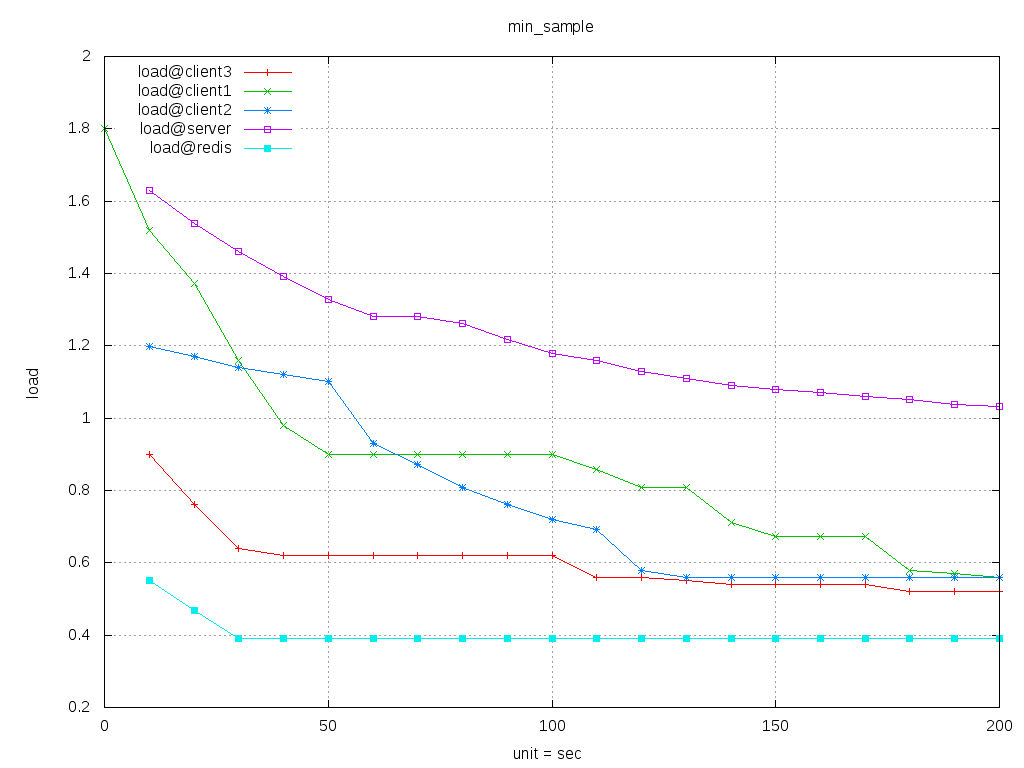 min_sample
load@client3
load@client1
load@client2
load@server
load@redis
2
1.8
1.6
1.4
1.2
1
0.8
0.6
0.4
0.2
load
0 50 100 150 200
unit = sec